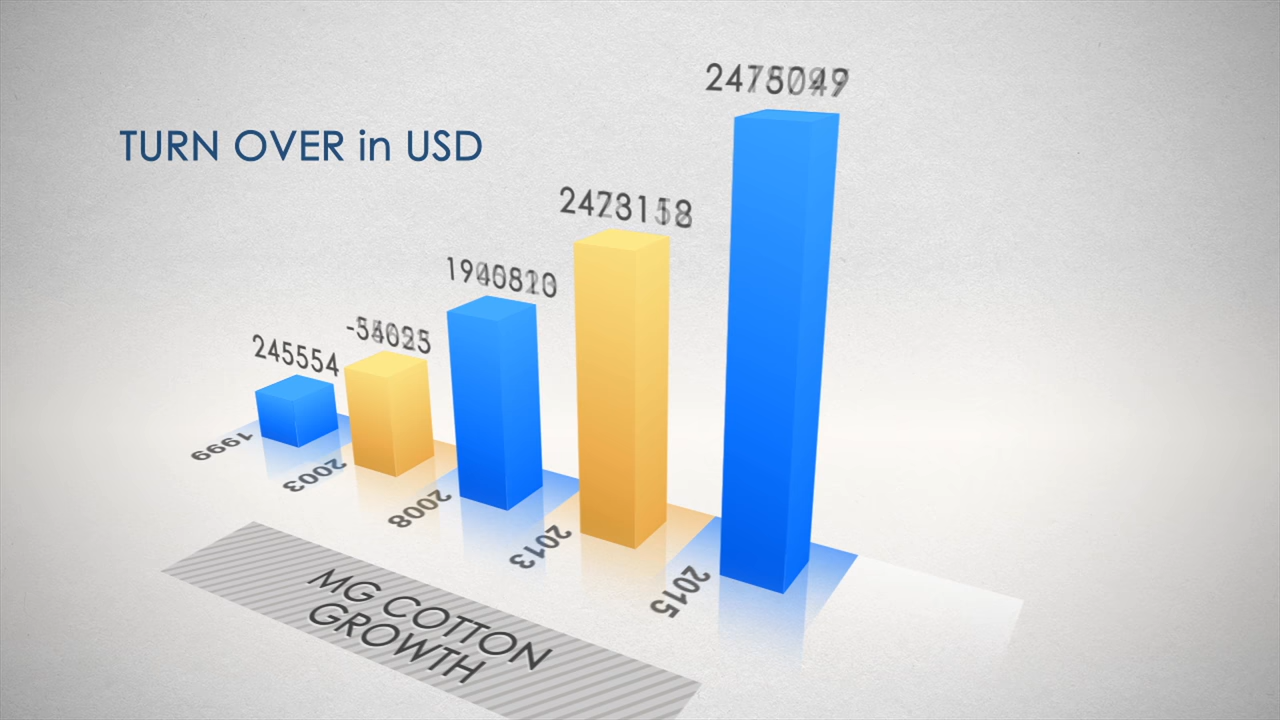 TURN OVER in USD
245554
1999
2003
2008
2013
2015
MG COTTON
GROWTH